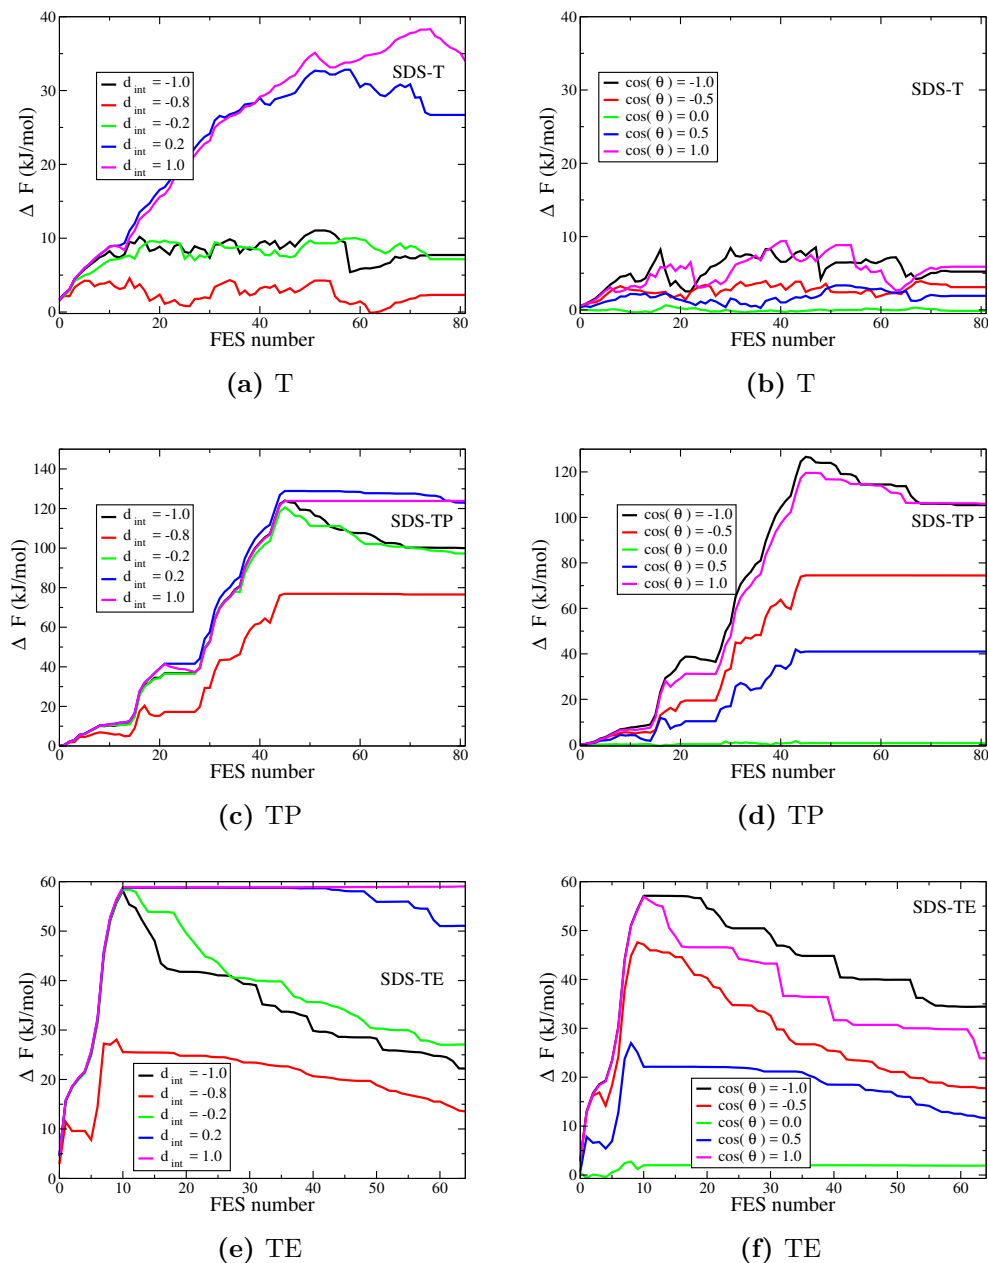 40
30
20
10
0
Δ F (kJ/mol)
d int = -1.0
d int = -0.8
d int = -0.2
d int = 0.2
d int = 1.0
SDS-T
0 20 40 60 80
FES number
(a) T
40
30
20
10
0
Δ F (kJ/mol)
cos( θ ) = -1.0
cos( θ ) = -0.5
cos( θ ) = 0.0
cos( θ ) = 0.5
cos( θ ) = 1.0
SDS-T
0 20 40 60 80
FES number
(b) T
140
120
100
80
60
40
20
0
Δ F (kJ/mol)
d int = -1.0
d int = -0.8
d int = -0.2
d int = 0.2
d int = 1.0
SDS-TP
0 20 40 60 80
FES number
(c) TP
120
100
80
60
40
20
0
Δ F (kJ/mol)
cos( θ ) = -1.0
cos( θ ) = -0.5
cos( θ ) = 0.0
cos( θ ) = 0.5
cos( θ ) = 1.0
SDS-TP
0 20 40 60 80
FES number
(d) TP
60
50
40
30
20
10
0
Δ F (kJ/mol)
SDS-TE
d int = -1.0
d int = -0.8
d int = -0.2
d int = 0.2
d int = 1.0
0 10 20 30 40 50 60
FES number
(e) TE
60
50
40
30
20
10
0
Δ F (kJ/mol)
SDS-TE
cos( θ ) = -1.0
cos( θ ) = -0.5
cos( θ ) = 0.0
cos( θ ) = 0.5
cos( θ ) = 1.0
0 10 20 30 40 50 60
FES number
(f) TE